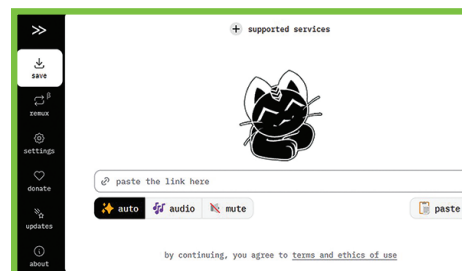 supported services
save
remux β
settings
donate
updates
about
paste the link here
auto
audio
mute
paste
by continuing, you agree to terms and ethics of use